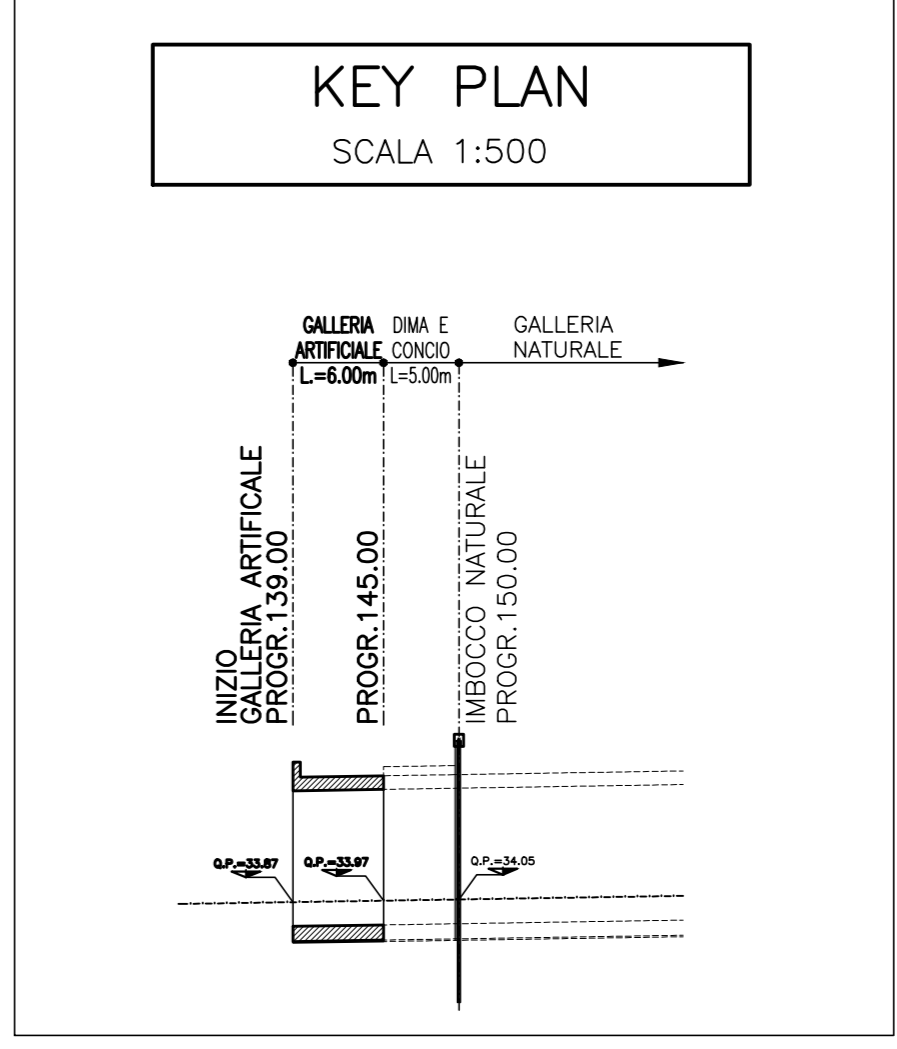 KEY PLAN
SCALA 1:500
GALLERIA
ARTIFICIALE
L.=6.00m
DIMA E
CONCIO
L=5.00m
GALLERIA
NATURALE
INIZIO
GALLERIA ARTIFICALE
PROGR.139.00
PROGR.145.00
IMBOCCO NATURALE
PROGR.150.00
Q.P.=33.87
Q.P.=33.97
Q.P.=34.05